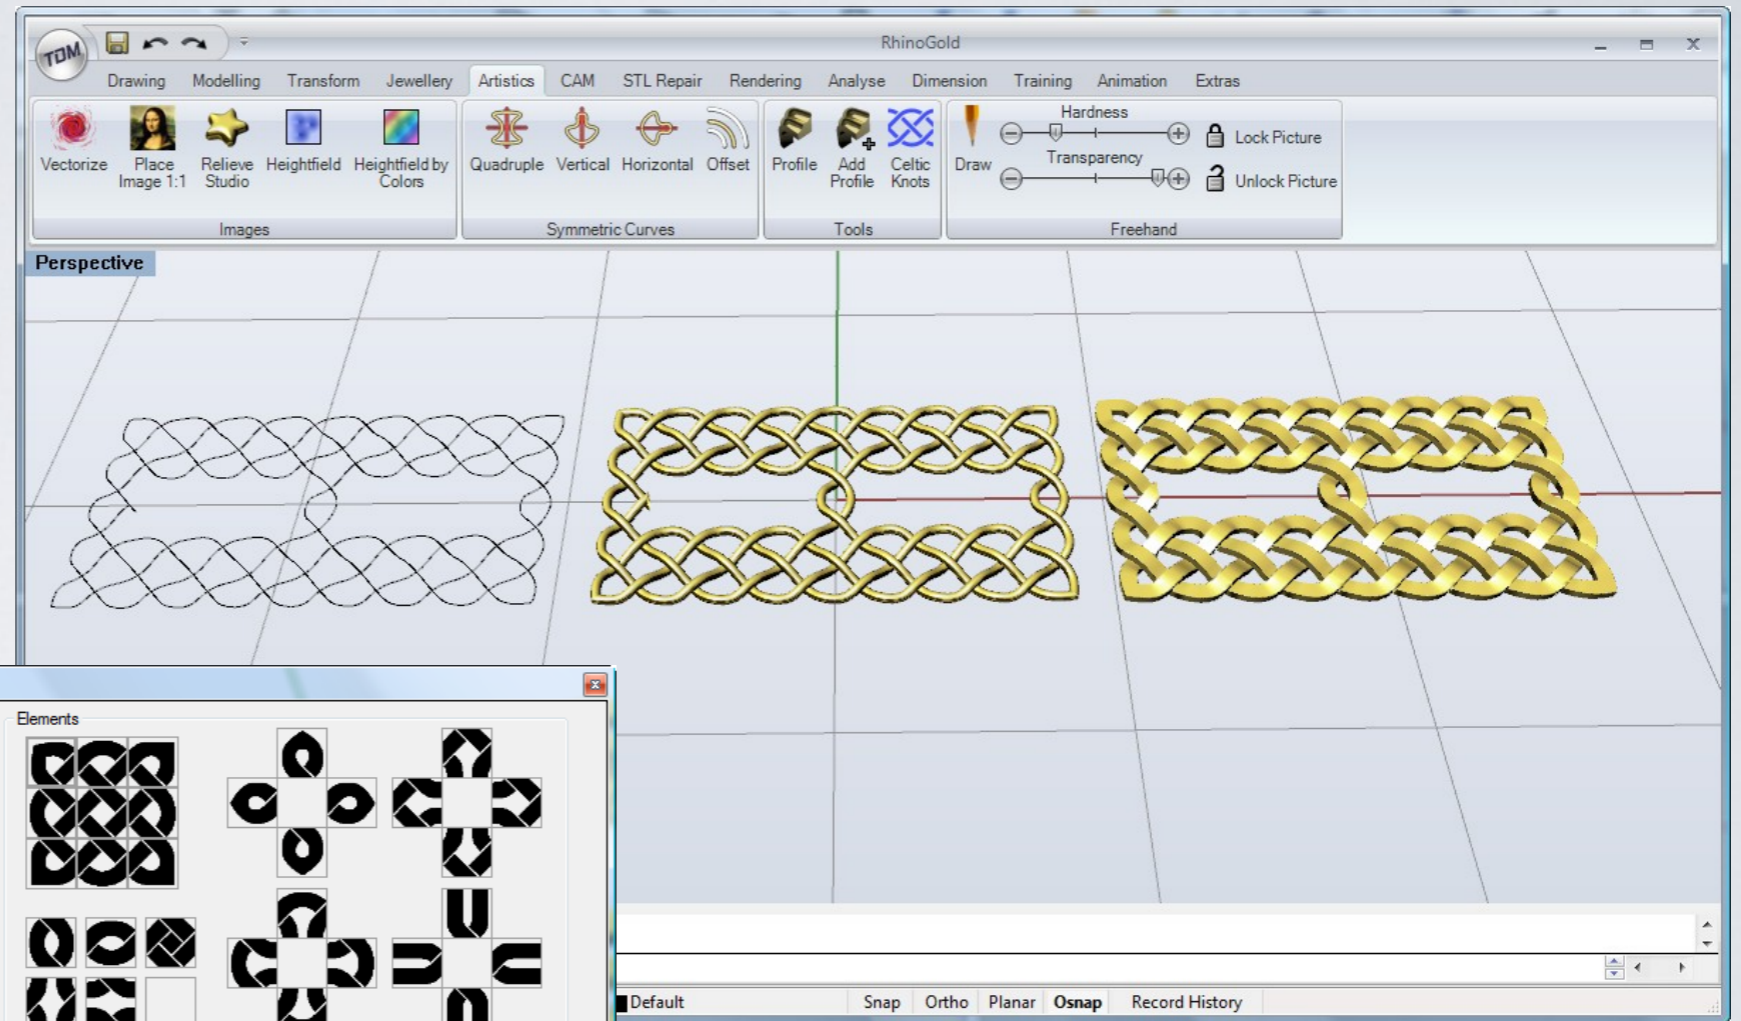 RhinoGold
TDM
Drawing Modelling Transform Jewellery Artistics CAM STL Repair Rendering Analyse Dimension Training Animation Extras
Vectorize
Place Image 1:1
Relieve Studio
Heightfield
Heightfield by Colors
Images
Quadruple
Vertical
Horizontal
Offset
Symmetric Curves
Profile
Add Profile
Celtic Knots
Tools
Draw
Hardness
Transparency
Lock Picture
Unlock Picture
Freehand
Perspective
Elements
Default
Snap Ortho Planar Osnap Record History